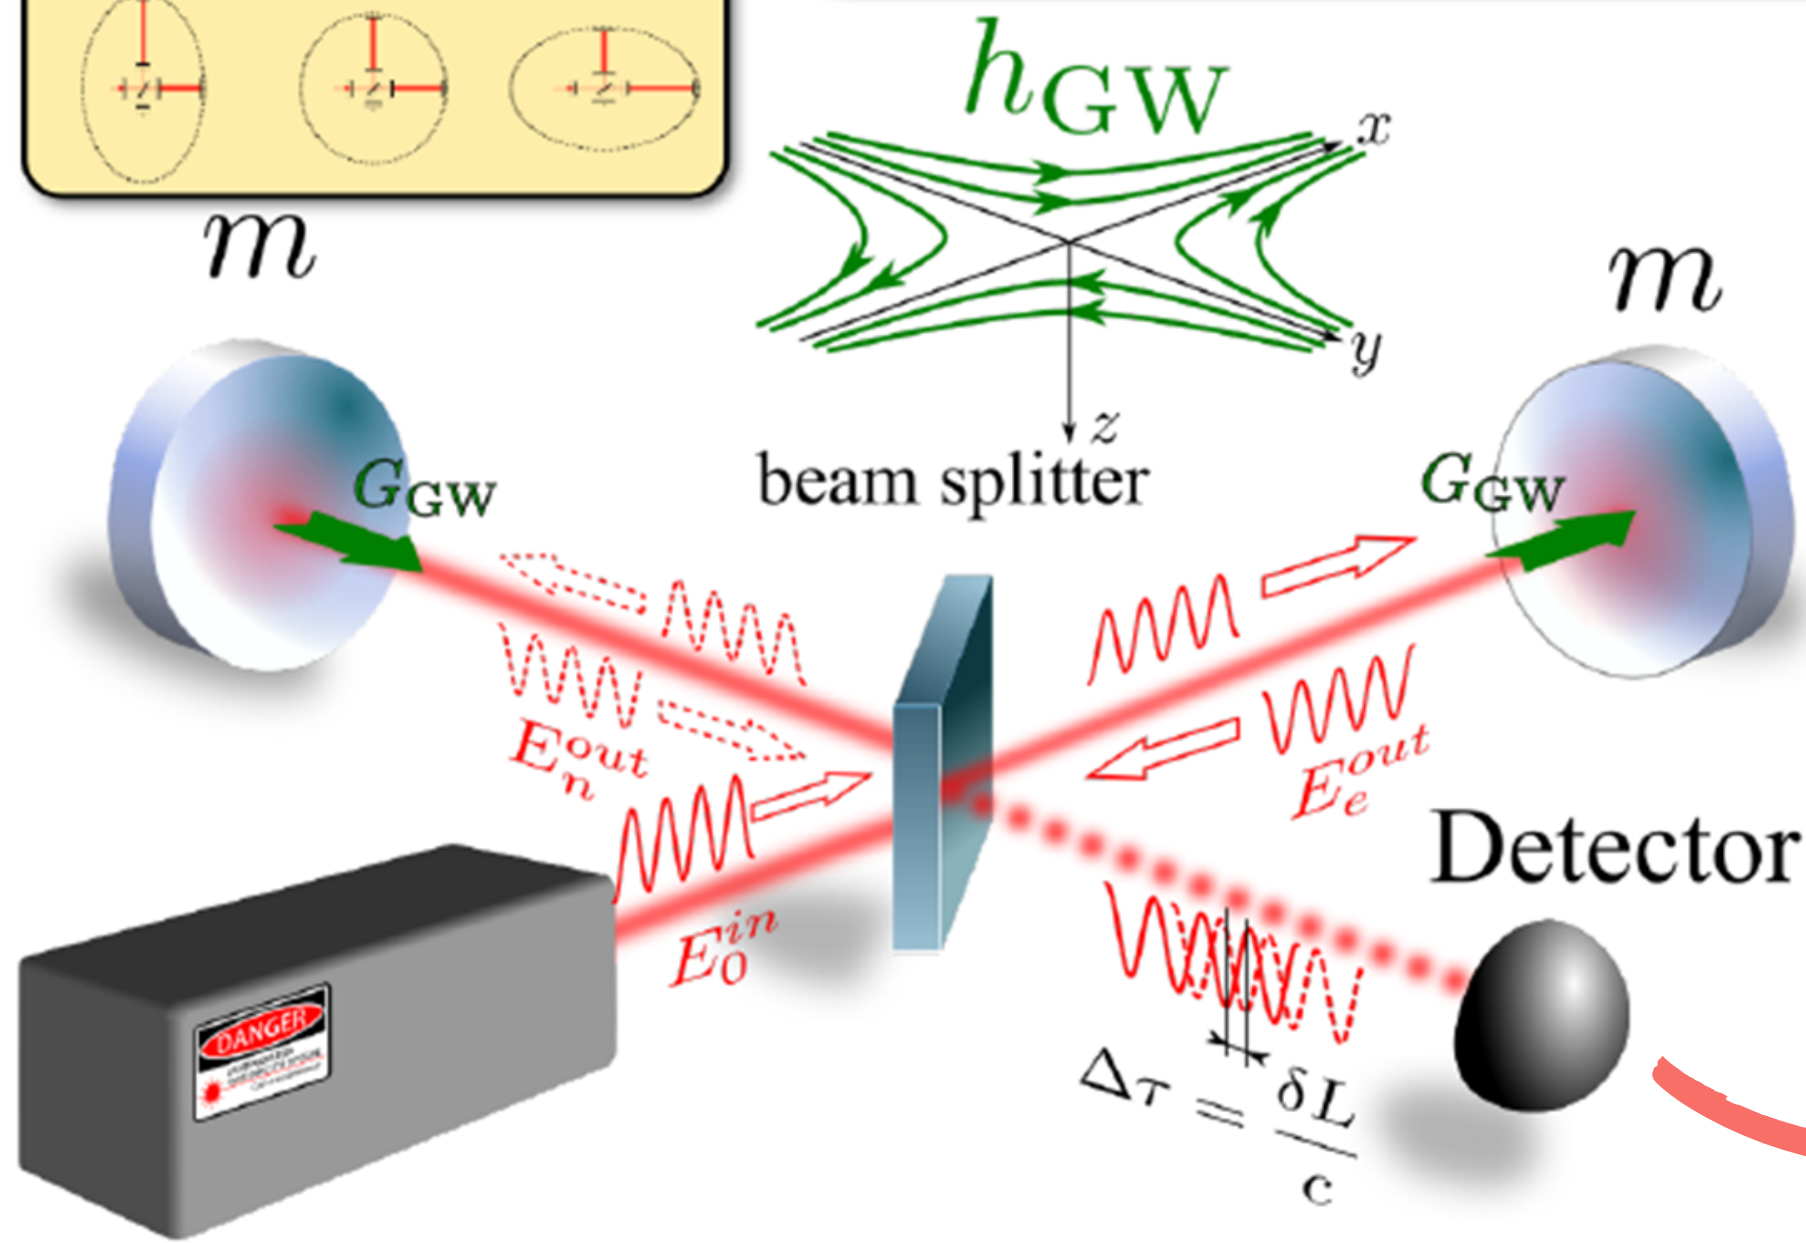 h_GW
x
m
m
y
z
G_GW
beam splitter
G_GW
E_n^out
E_e^out
E_0^in
Detector
DANGER
Δτ = δL/c